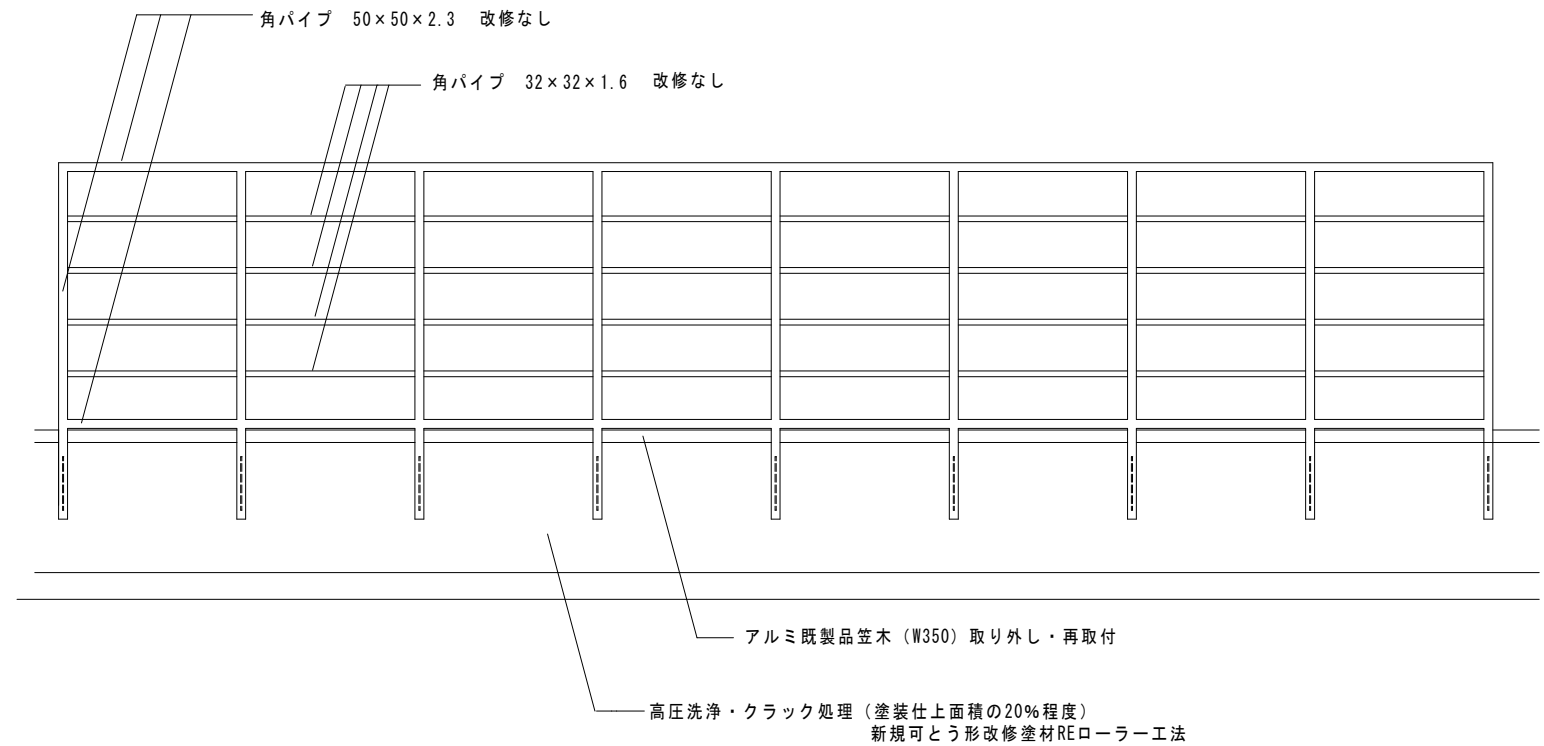 角パイプ 50×50×2.3 改修なし
角パイプ 32×32×1.6 改修なし
アルミ既製品笠木（W350）取り外し・再取付
高圧洗浄・クラック処理（塗装仕上面積の20%程度）
新規可とう形改修塗材REローラー工法